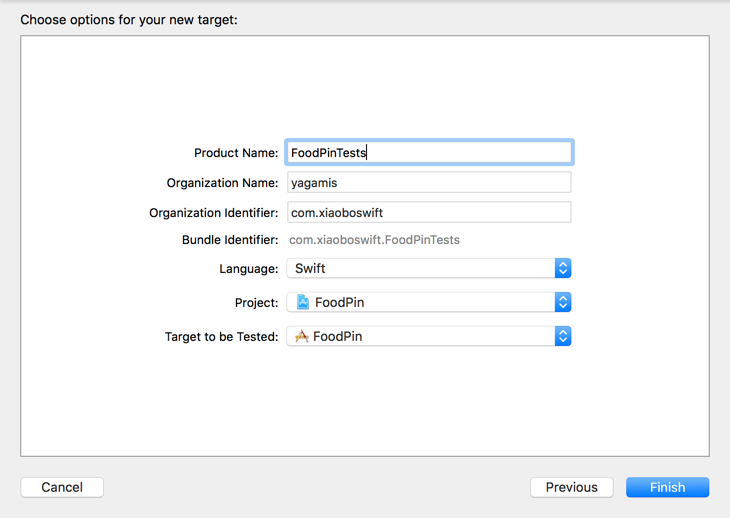 Choose options for your new target:
Product Name: FoodPinTests
Organization Name: yagamis
Organization Identifier: com.xiaoboswift
Bundle Identifier: com.xiaoboswift.FoodPinTests
Language: Swift
Project: FoodPin
Target to be Tested: FoodPin
Cancel Previous Finish